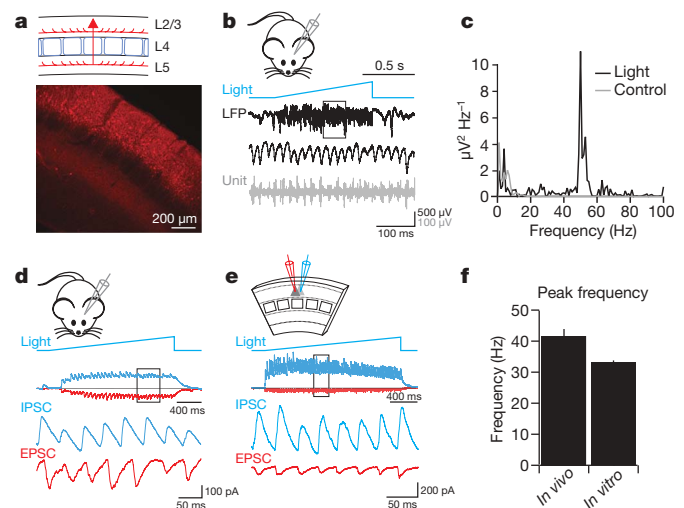 a
L2/3
L4
L5
200 µm
b
0.5 s
Light
LFP
Unit
500 µV
100 µV
100 ms
c
10
8
6
4
2
0
µV² Hz⁻¹
Light
Control
0 20 40 60 80 100
Frequency (Hz)
d
Light
400 ms
IPSC
EPSC
100 pA
50 ms
e
Light
400 ms
IPSC
EPSC
200 pA
50 ms
f
Peak frequency
50
40
30
20
10
0
Frequency (Hz)
In vivo
In vitro